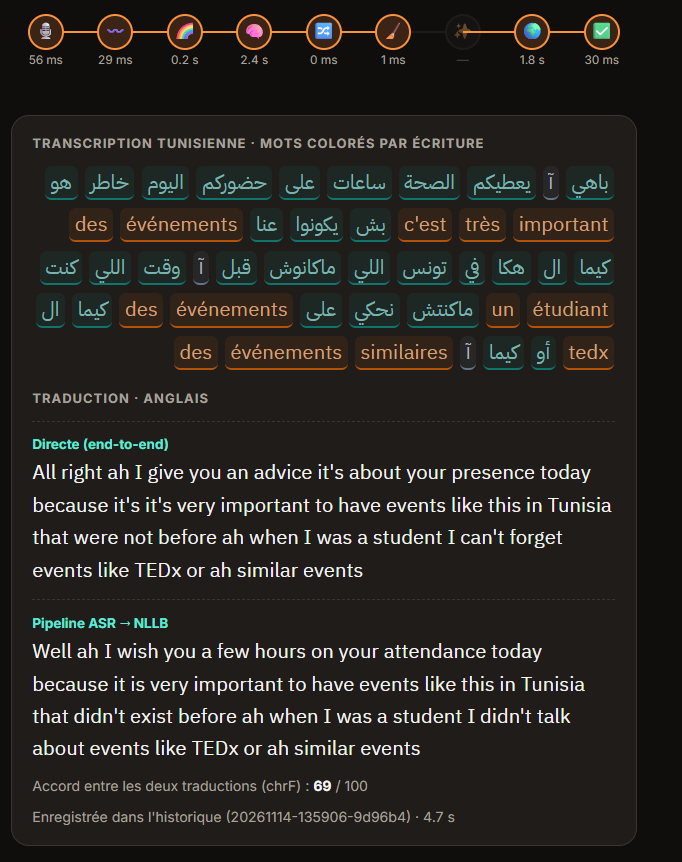 56 ms 29 ms 0.2 s 2.4 s 0 ms 1 ms — 1.8 s 30 ms
TRANSCRIPTION TUNISIENNE · MOTS COLORÉS PAR ÉCRITURE
باهي آ يعطيكم الصحة ساعات على حضوركم اليوم خاطر هو
important très c'est بش يكونوا عنا événements des
كيما ال هكا في تونس اللي ماكانوش قبل آ وقت اللي كنت
étudiant un ماكنتش نحكي على événements des كيما ال
tedx أو كيما آ similaires événements des
TRADUCTION · ANGLAIS
Directe (end-to-end)
All right ah I give you an advice it's about your presence today
because it's it's very important to have events like this in Tunisia
that were not before ah when I was a student I can't forget
events like TEDx or ah similar events
Pipeline ASR → NLLB
Well ah I wish you a few hours on your attendance today
because it is very important to have events like this in Tunisia
that didn't exist before ah when I was a student I didn't talk
about events like TEDx or ah similar events
Accord entre les deux traductions (chrF) : 69 / 100
Enregistrée dans l'historique (20261114-135906-9d96b4) · 4.7 s